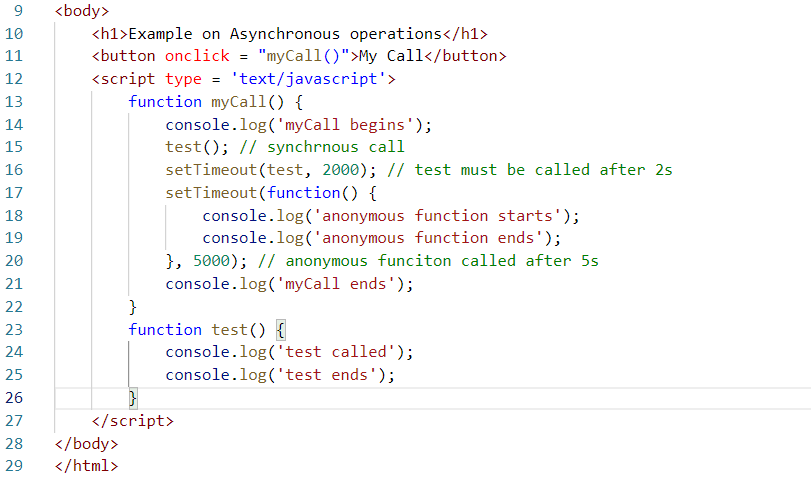 9 <body>
10 <h1>Example on Asynchronous operations</h1>
11 <button onclick = "myCall()">My Call</button>
12 <script type = 'text/javascript'>
13 function myCall() {
14 console.log('myCall begins');
15 test(); // synchrnous call
16 setTimeout(test, 2000); // test must be called after 2s
17 setTimeout(function() {
18 console.log('anonymous function starts');
19 console.log('anonymous function ends');
20 }, 5000); // anonymous funciton called after 5s
21 console.log('myCall ends');
22 }
23 function test() {
24 console.log('test called');
25 console.log('test ends');
26 }
27 </script>
28 </body>
29 </html>